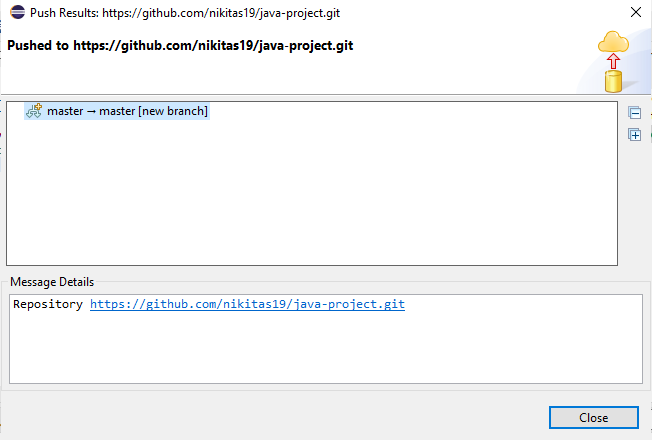 Push Results: https://github.com/nikitas19/java-project.git
Pushed to https://github.com/nikitas19/java-project.git
master → master [new branch]
Message Details
Repository https://github.com/nikitas19/java-project.git
Close